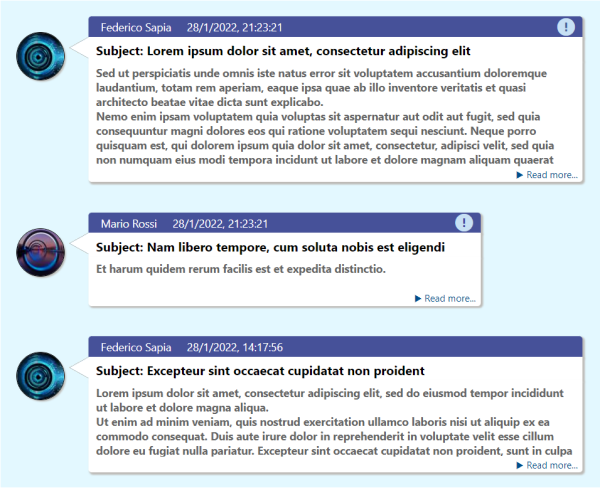 Federico Sapia 28/1/2022, 21:23:21
Subject: Lorem ipsum dolor sit amet, consectetur adipiscing elit
Sed ut perspiciatis unde omnis iste natus error sit voluptatem accusantium doloremque
laudantium, totam rem aperiam, eaque ipsa quae ab illo inventore veritatis et quasi
architecto beatae vitae dicta sunt explicabo.
Nemo enim ipsam voluptatem quia voluptas sit aspernatur aut odit aut fugit, sed quia
consequuntur magni dolores eos qui ratione voluptatem sequi nesciunt. Neque porro
quisquam est, qui dolorem ipsum quia dolor sit amet, consectetur, adipisci velit, sed quia
non numquam eius modi tempora incidunt ut labore et dolore magnam aliquam quaerat
▶ Read more...
Mario Rossi 28/1/2022, 21:23:21
Subject: Nam libero tempore, cum soluta nobis est eligendi
Et harum quidem rerum facilis est et expedita distinctio.
▶ Read more...
Federico Sapia 28/1/2022, 14:17:56
Subject: Excepteur sint occaecat cupidatat non proident
Lorem ipsum dolor sit amet, consectetur adipiscing elit, sed do eiusmod tempor incididunt
ut labore et dolore magna aliqua.
Ut enim ad minim veniam, quis nostrud exercitation ullamco laboris nisi ut aliquip ex ea
commodo consequat. Duis aute irure dolor in reprehenderit in voluptate velit esse cillum
dolore eu fugiat nulla pariatur. Excepteur sint occaecat cupidatat non proident, sunt in culpa
▶ Read more...